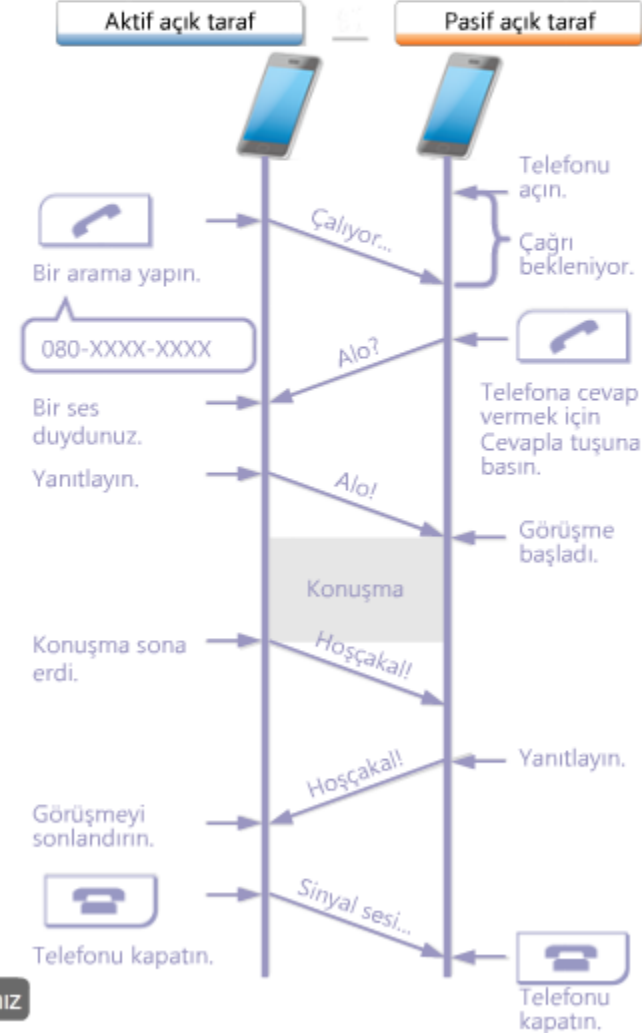 Aktif açık taraf
Pasif açık taraf
Telefonu
açın.
Çalıyor...
Çağrı
bekleniyor.
Bir arama yapın.
080-XXXX-XXXX
Alo?
Telefona cevap
vermek için
Cevapla tuşuna
basın.
Bir ses
duydunuz.
Yanıtlayın.
Alo!
Görüşme
başladı.
Konuşma
Konuşma sona
erdi.
Hoşçakal!
Yanıtlayın.
Hoşçakal!
Görüşmeyi
sonlandırın.
Sinyal sesi...
Telefonu kapatın.
Telefonu
kapatın.